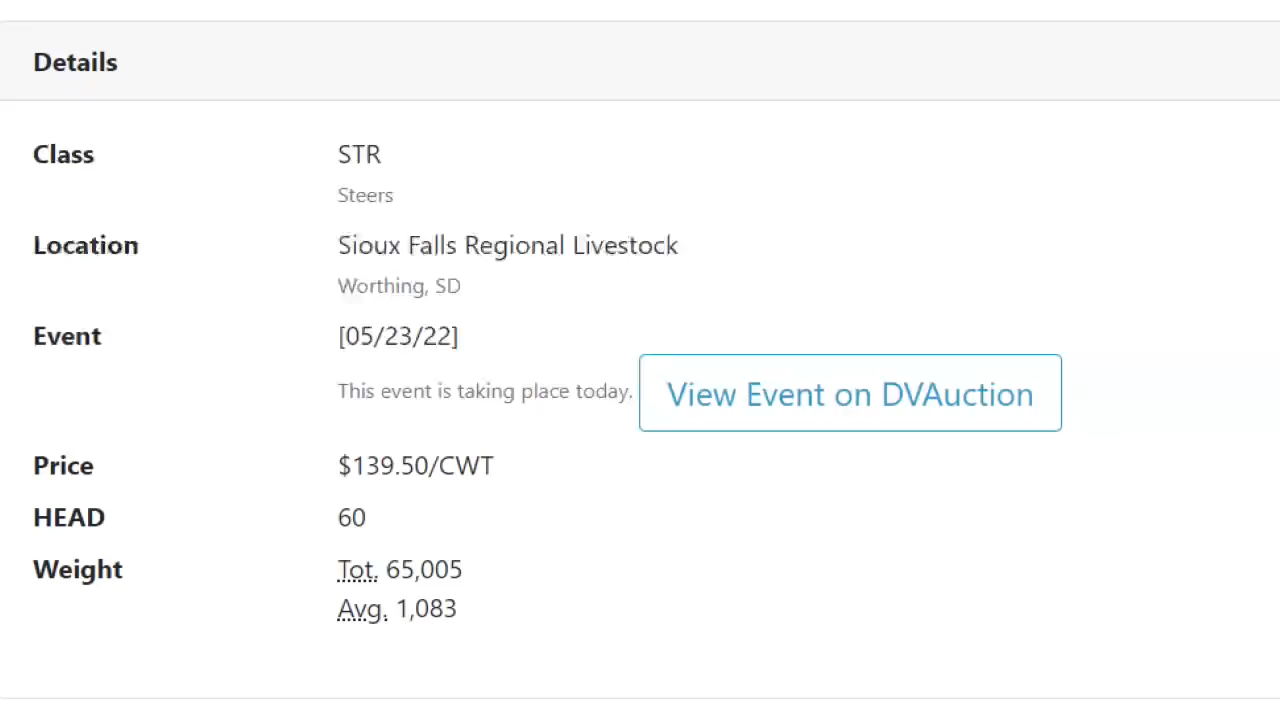 Details
Class STR
Steers
Location Sioux Falls Regional Livestock
Worthing, SD
Event [05/23/22]
This event is taking place today. View Event on DVAuction
Price $139.50/CWT
HEAD 60
Weight Tot. 65,005
Avg. 1,083